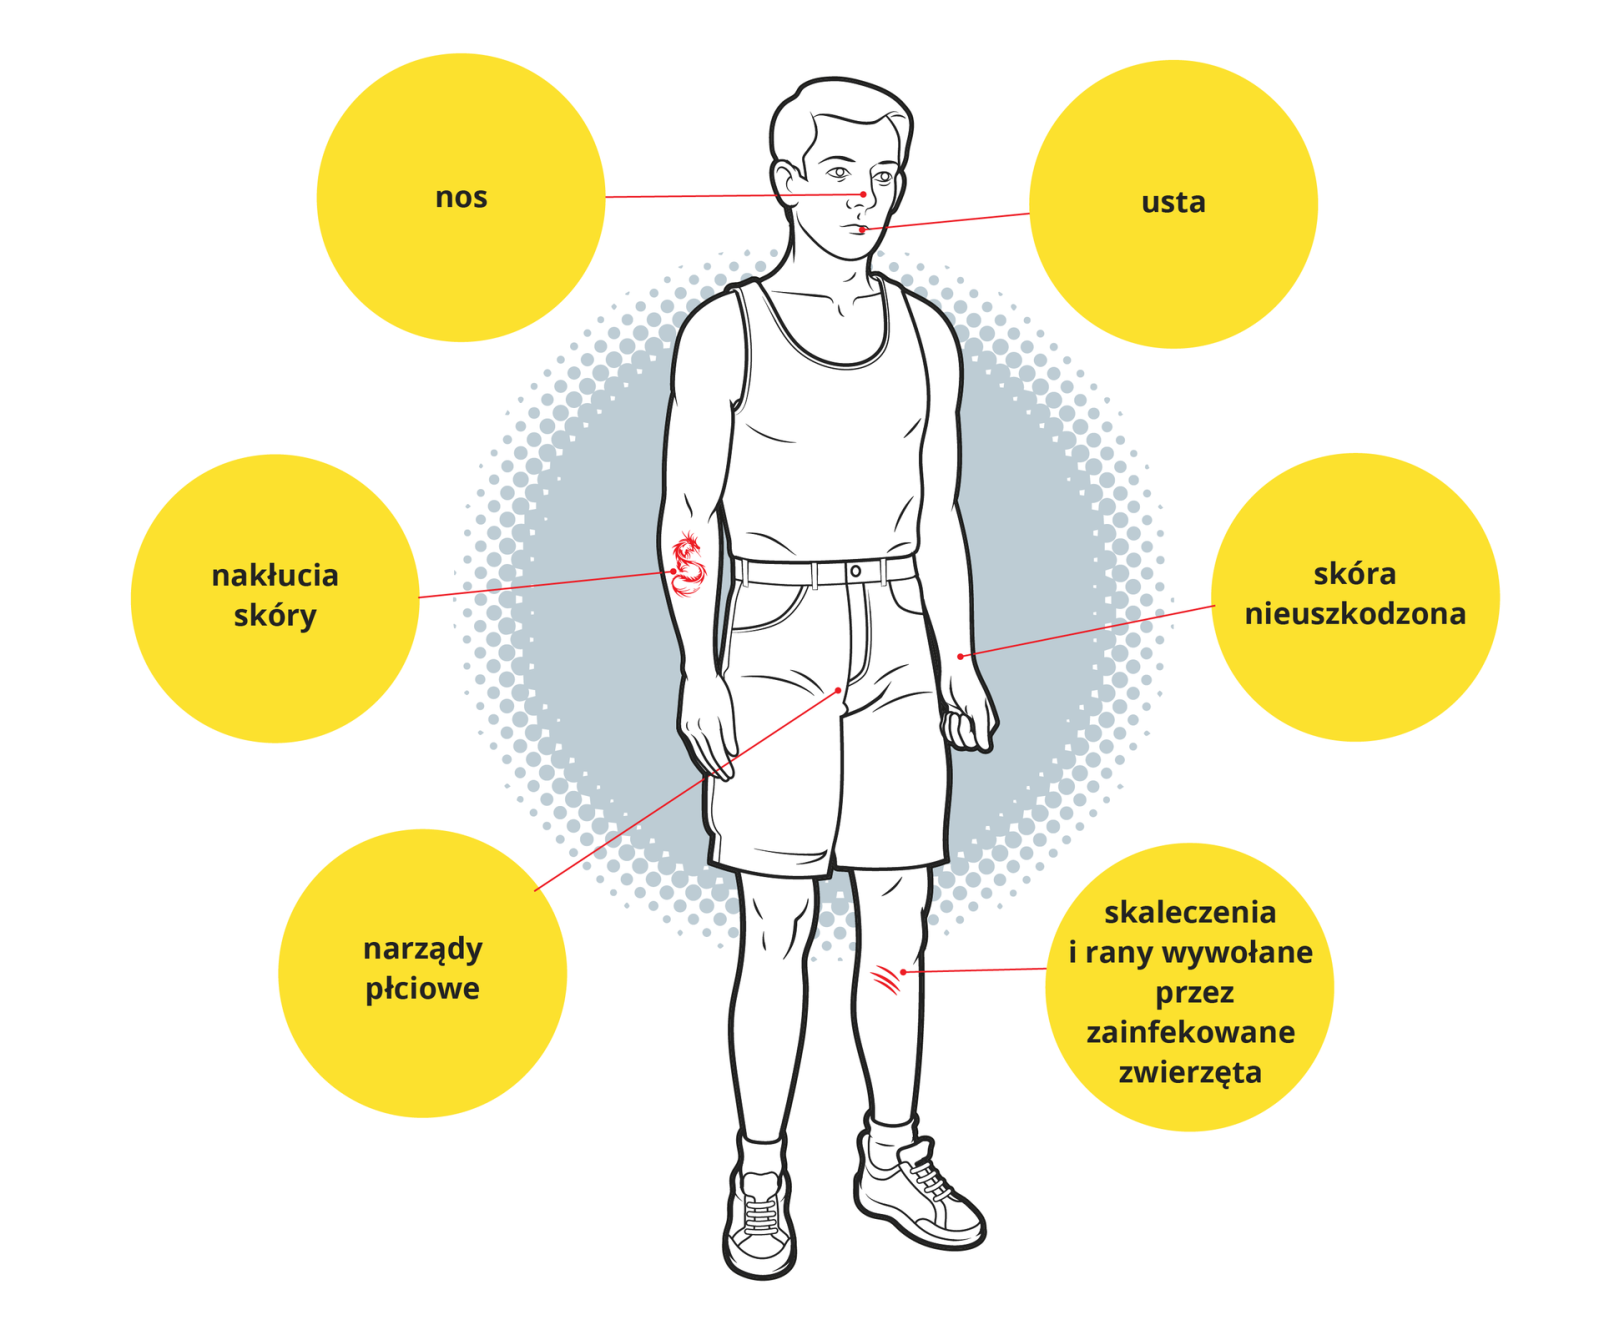 nos
usta
nakłucia
skóry
skóra
nieuszkodzona
narządy
płciowe
skaleczenia
i rany wywołane
przez
zainfekowane
zwierzęta